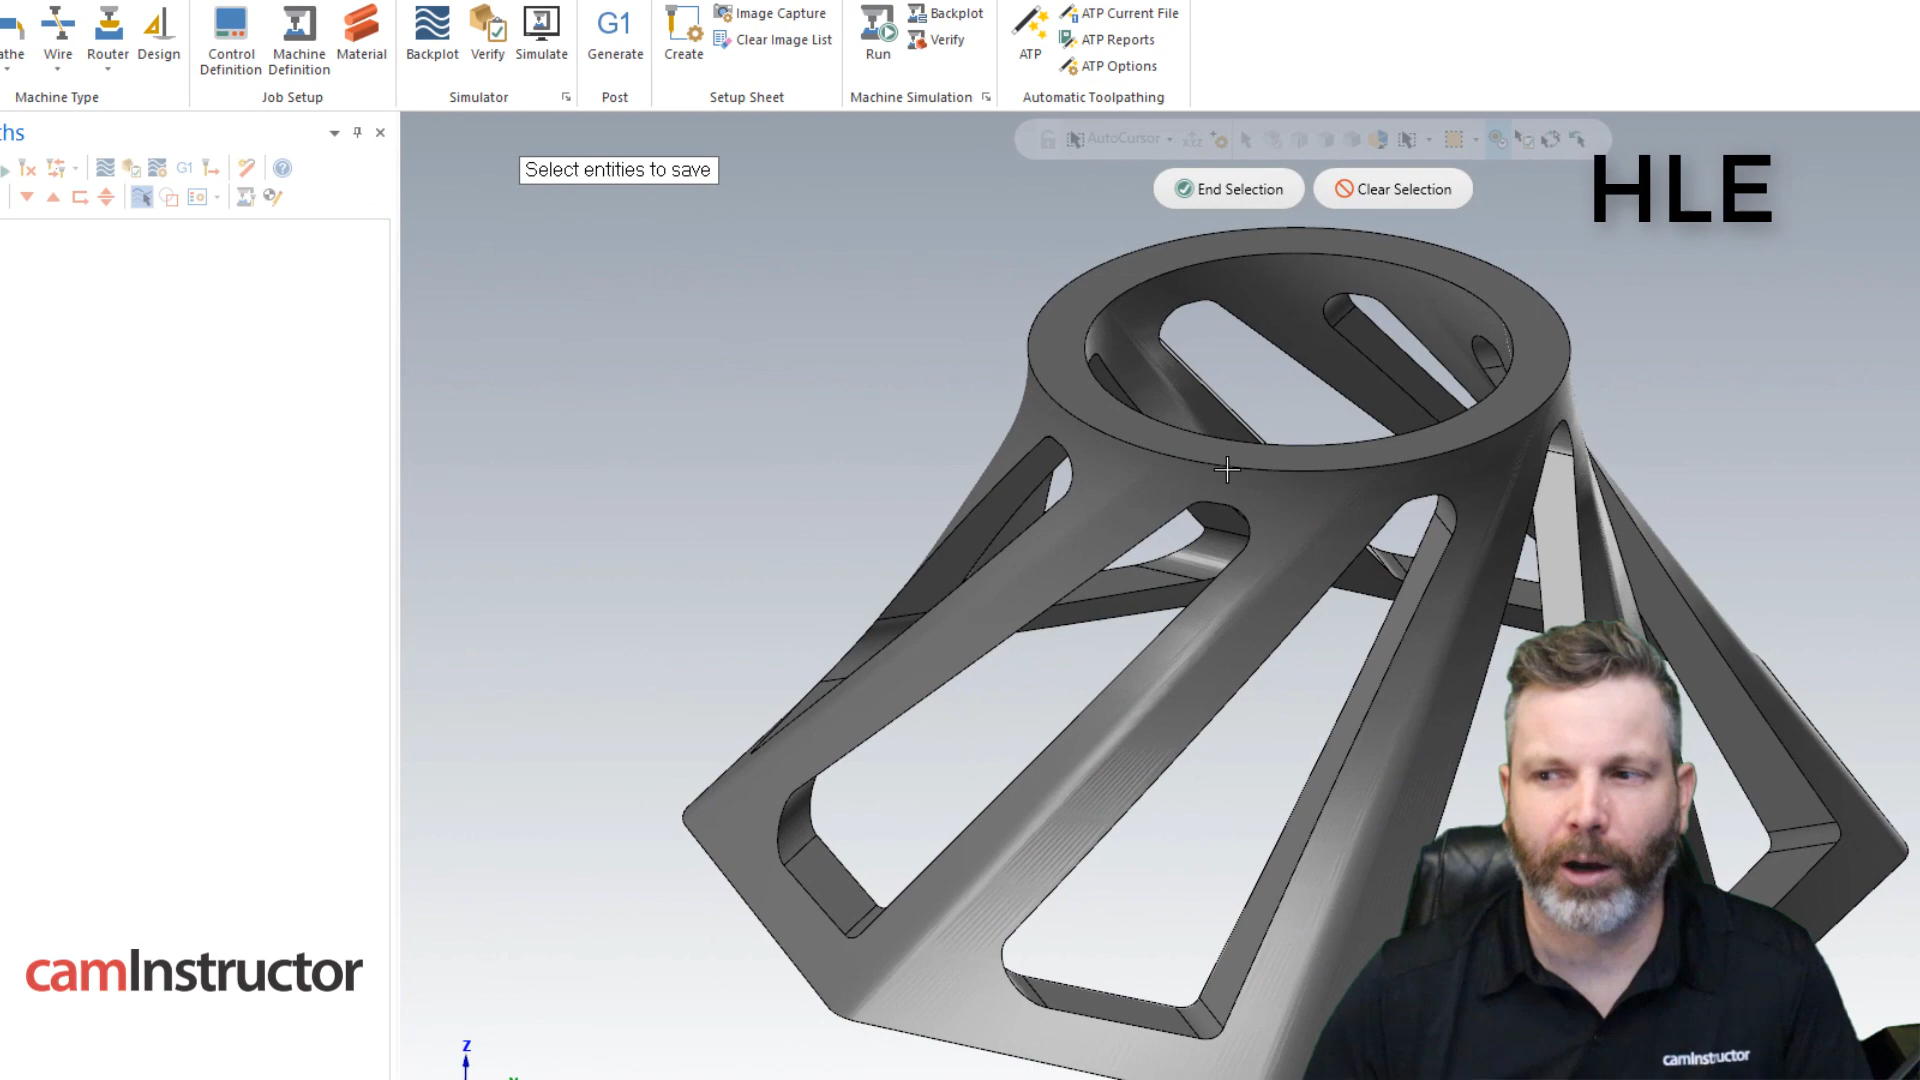 Wire
Router
Design
Machine Type
Control
Definition
Machine
Definition
Material
Job Setup
Backplot
Verify
Simulate
Simulator
G1
Generate
Post
Create
Image Capture
Clear Image List
Setup Sheet
Run
Backplot
Verify
Machine Simulation
ATP
ATP Current File
ATP Reports
ATP Options
Automatic Toolpathing
G1
Select entities to save
AutoCursor
End Selection
Clear Selection
HLE
camInstructor
Z
camInstructor